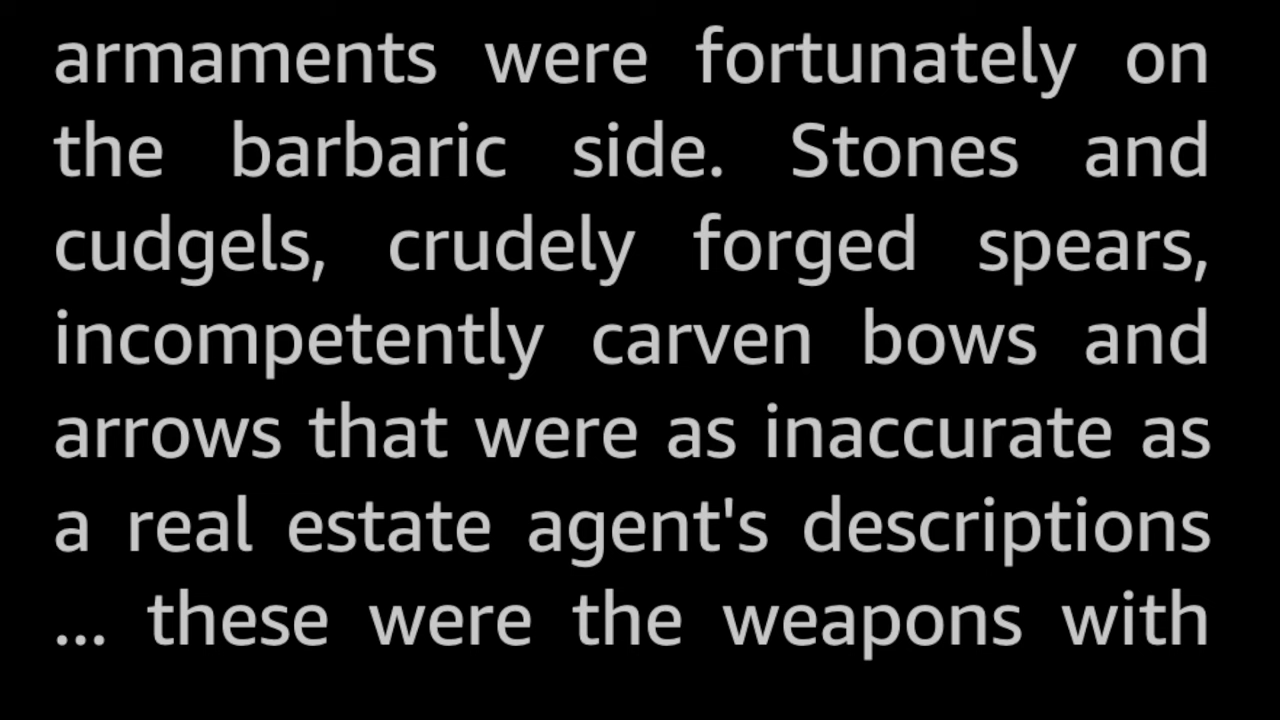 armaments were fortunately on
the barbaric side. Stones and
cudgels, crudely forged spears,
incompetently carven bows and
arrows that were as inaccurate as
a real estate agent's descriptions
... these were the weapons with